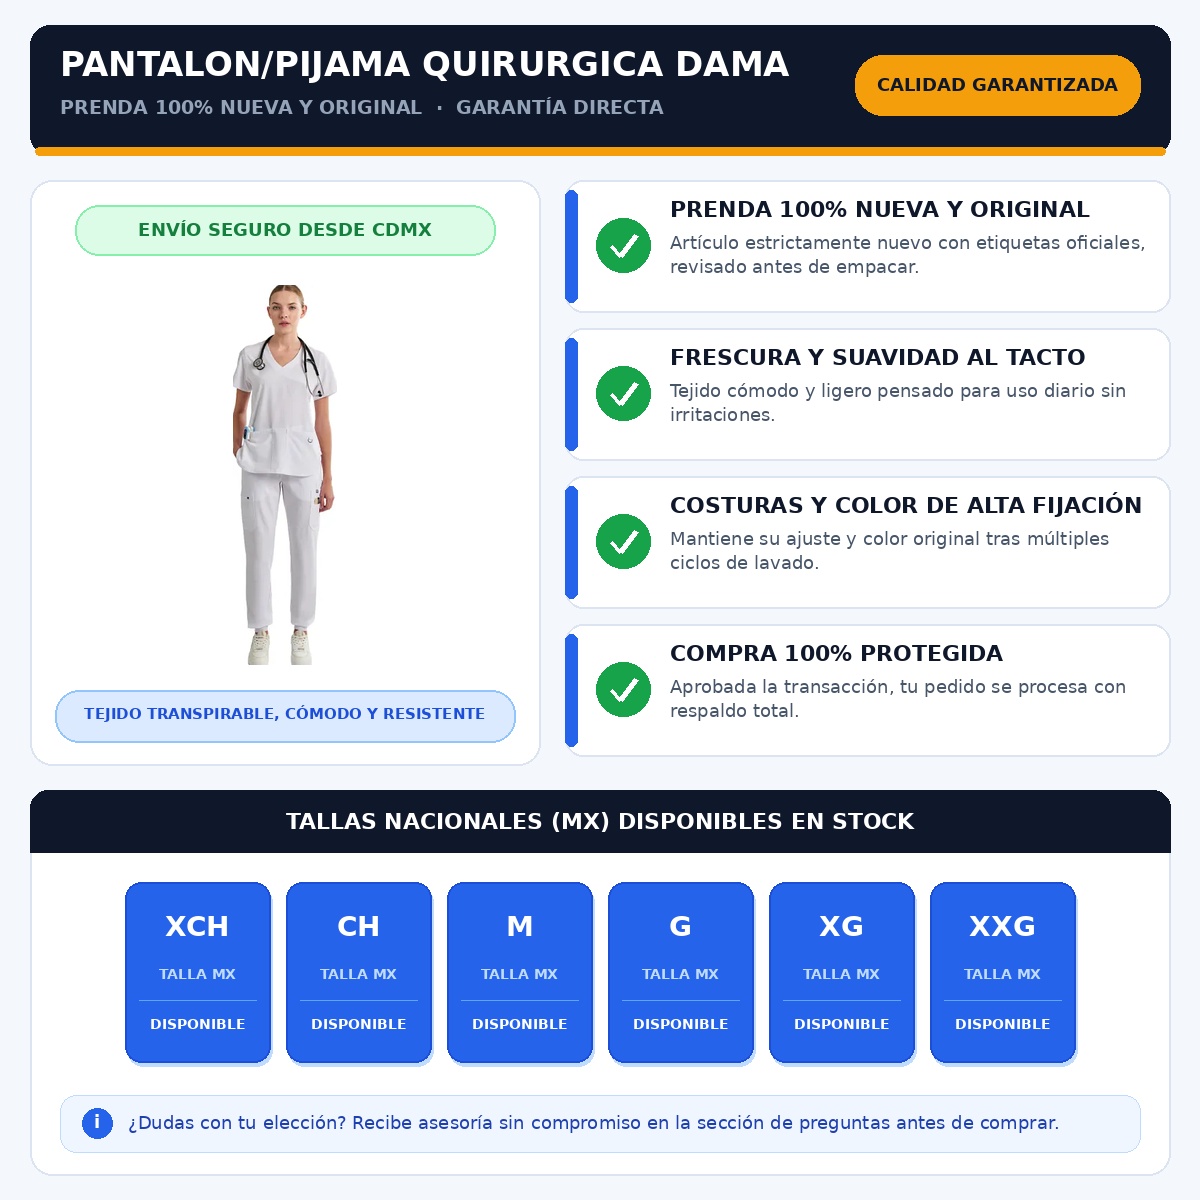 PANTALON/PIJAMA QUIRURGICA DAMA
PRENDA 100% NUEVA Y ORIGINAL · GARANTÍA DIRECTA
CALIDAD GARANTIZADA
ENVÍO SEGURO DESDE CDMX
TEJIDO TRANSPIRABLE, CÓMODO Y RESISTENTE
PRENDA 100% NUEVA Y ORIGINAL
Artículo estrictamente nuevo con etiquetas oficiales,
revisado antes de empacar.
FRESCURA Y SUAVIDAD AL TACTO
Tejido cómodo y ligero pensado para uso diario sin
irritaciones.
COSTURAS Y COLOR DE ALTA FIJACIÓN
Mantiene su ajuste y color original tras múltiples
ciclos de lavado.
COMPRA 100% PROTEGIDA
Aprobada la transacción, tu pedido se procesa con
respaldo total.
TALLAS NACIONALES (MX) DISPONIBLES EN STOCK
XCH
TALLA MX
DISPONIBLE
CH
TALLA MX
DISPONIBLE
M
TALLA MX
DISPONIBLE
G
TALLA MX
DISPONIBLE
XG
TALLA MX
DISPONIBLE
XXG
TALLA MX
DISPONIBLE
i
¿Dudas con tu elección? Recibe asesoría sin compromiso en la sección de preguntas antes de comprar.